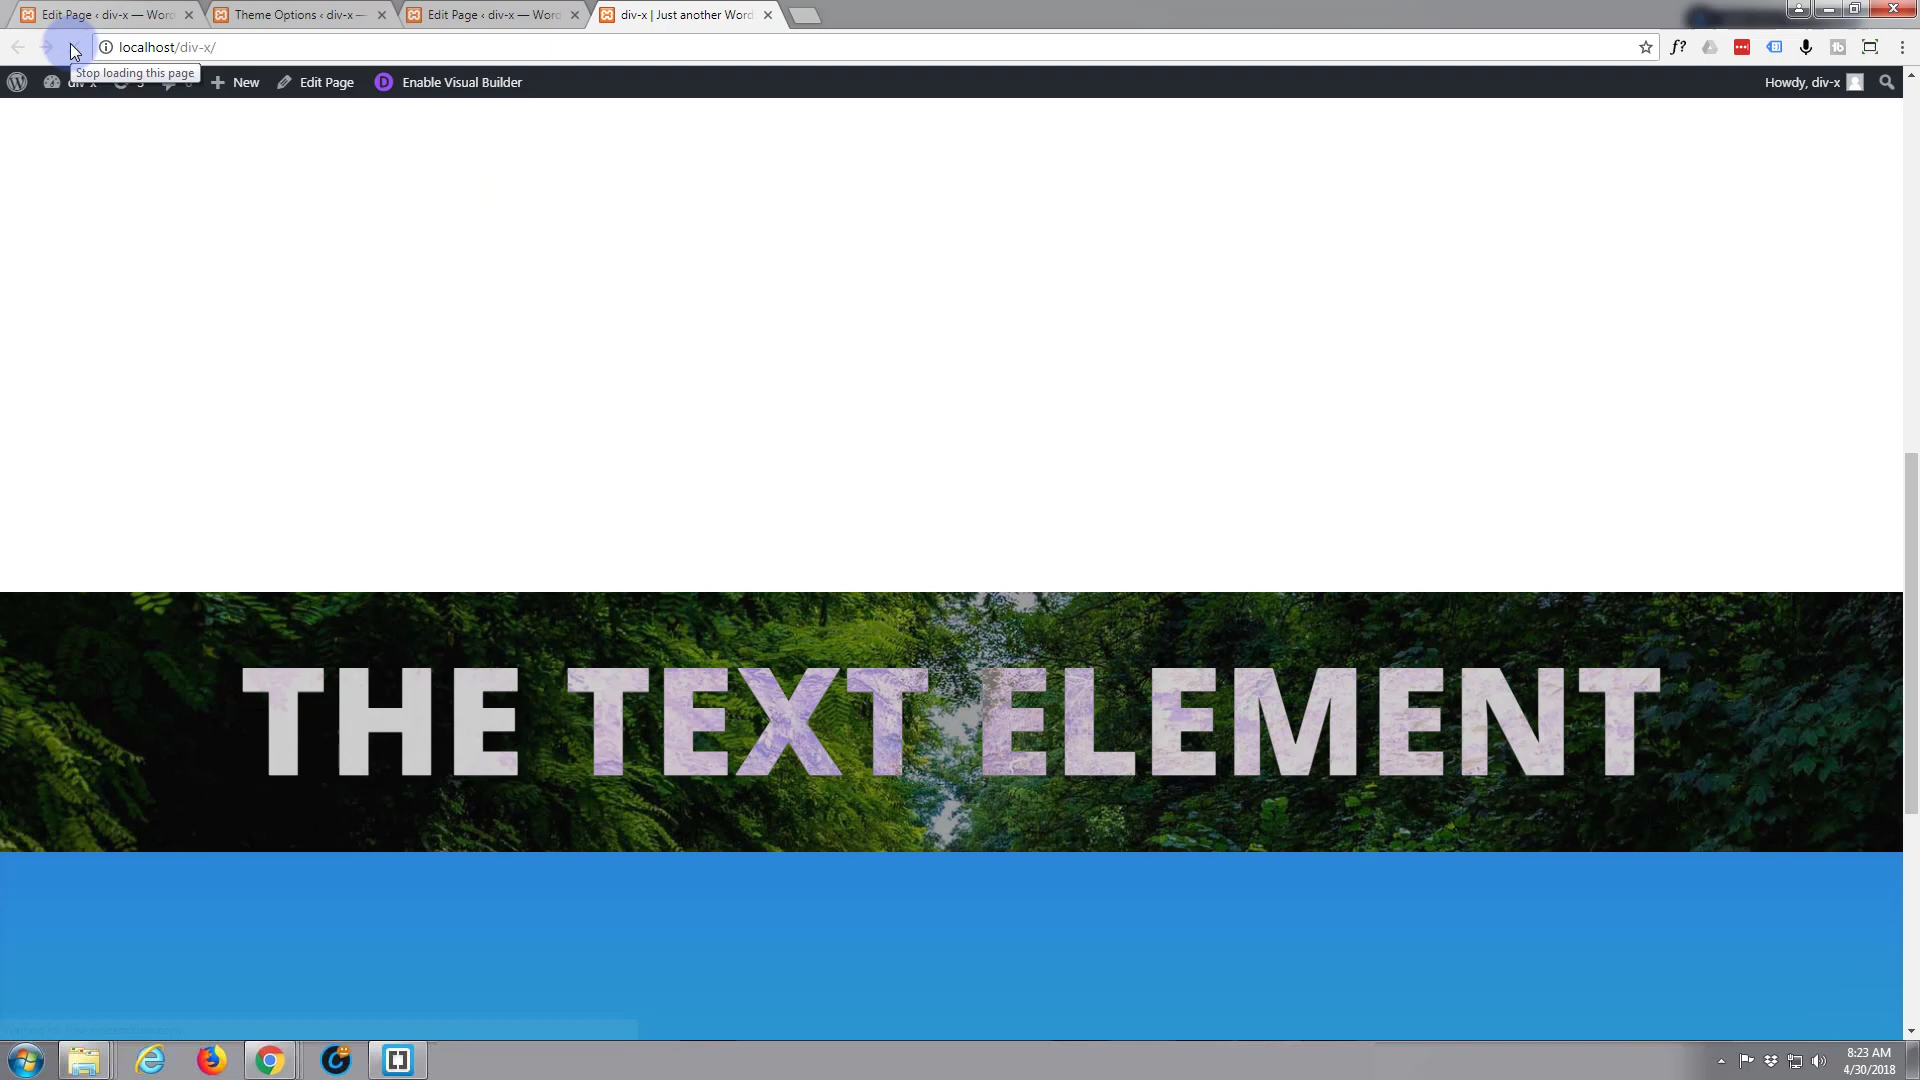 Edit Page ‹ div-x — Word
Theme Options ‹ div-x —
Edit Page ‹ div-x — Word
div-x | Just another Word
localhost/div-x/
f?
Stop loading this page
New
Edit Page
D
Enable Visual Builder
Howdy, div-x
THE TEXT ELEMENT
8:23 AM
4/30/2018